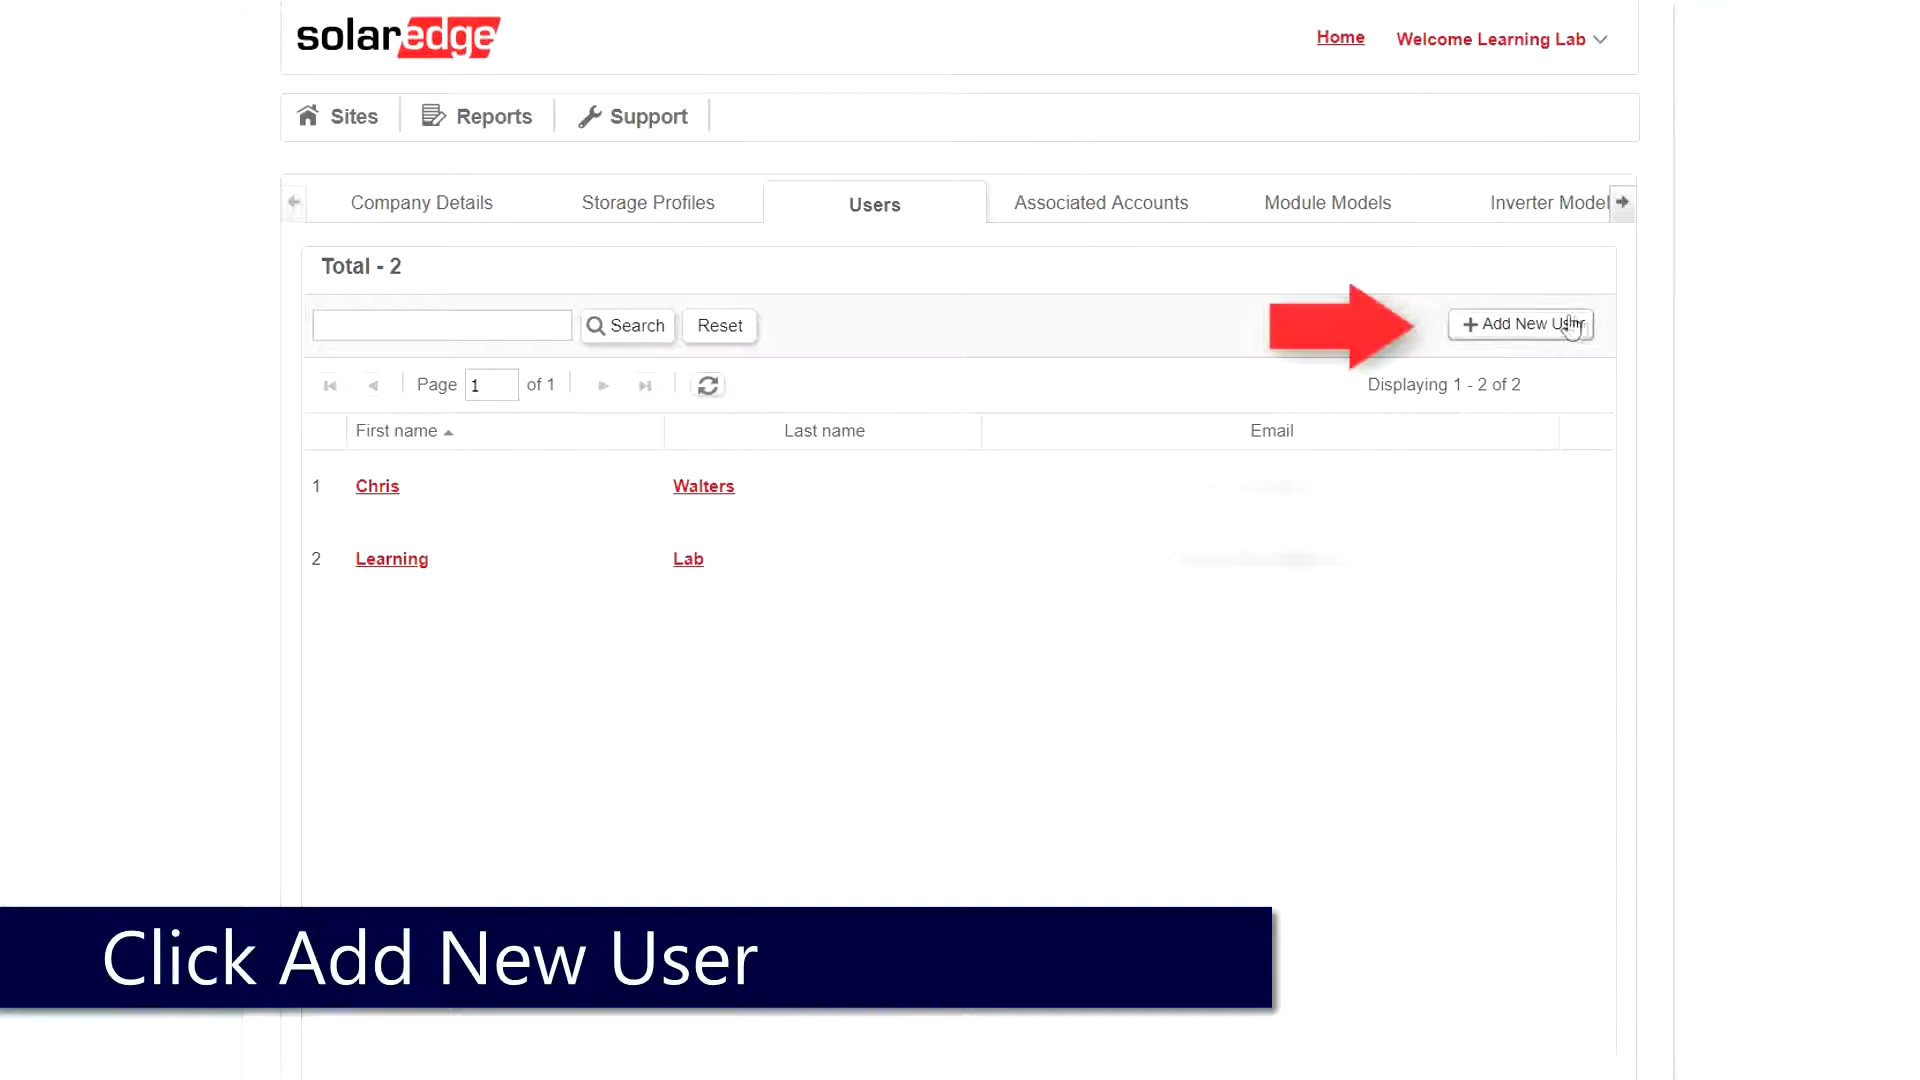 solaredge
Home
Welcome Learning Lab
Sites
Reports
Support
Company Details
Storage Profiles
Users
Associated Accounts
Module Models
Inverter Model
Total - 2
Search
Reset
Add New User
Page 1 of 1
Displaying 1 - 2 of 2
First name
Last name
Email
1 Chris Walters
2 Learning Lab
Click Add New User